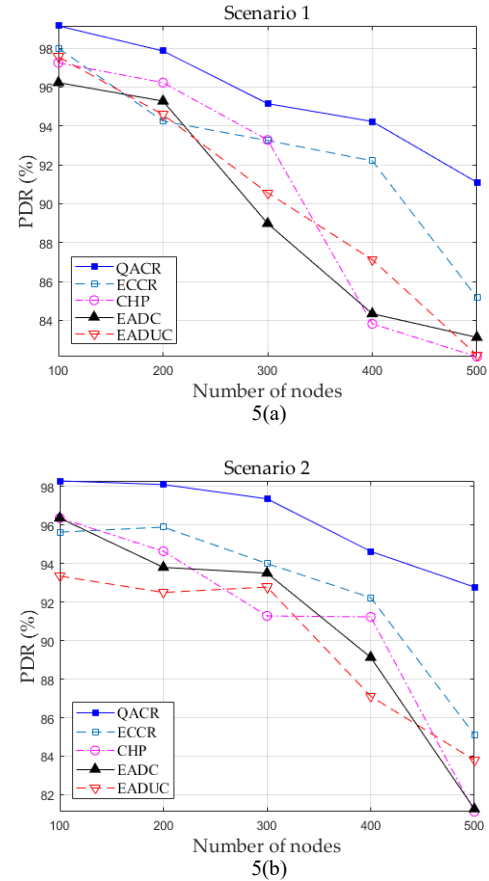 Scenario 1
PDR (%)
98
96
94
92
90
88
86
84
QACR
ECCR
CHP
EADC
EADUC
100 200 300 400 500
Number of nodes
5(a)
Scenario 2
PDR (%)
98
96
94
92
90
88
86
84
82
QACR
ECCR
CHP
EADC
EADUC
100 200 300 400 500
Number of nodes
5(b)